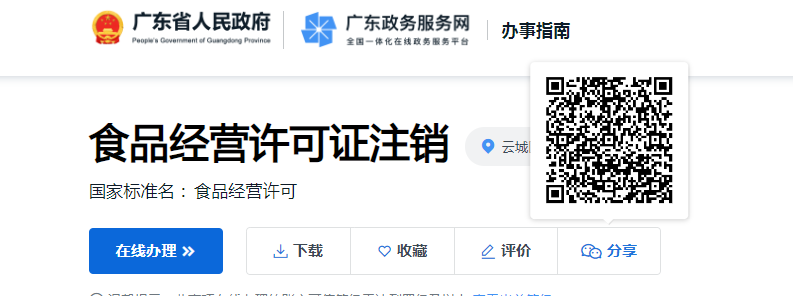 广东省人民政府
People's Government of Guangdong Province
广东政务服务网
全国一体化在线政务服务平台
办事指南
食品经营许可证注销
云城
国家标准名：食品经营许可
在线办理
下载
收藏
评价
分享